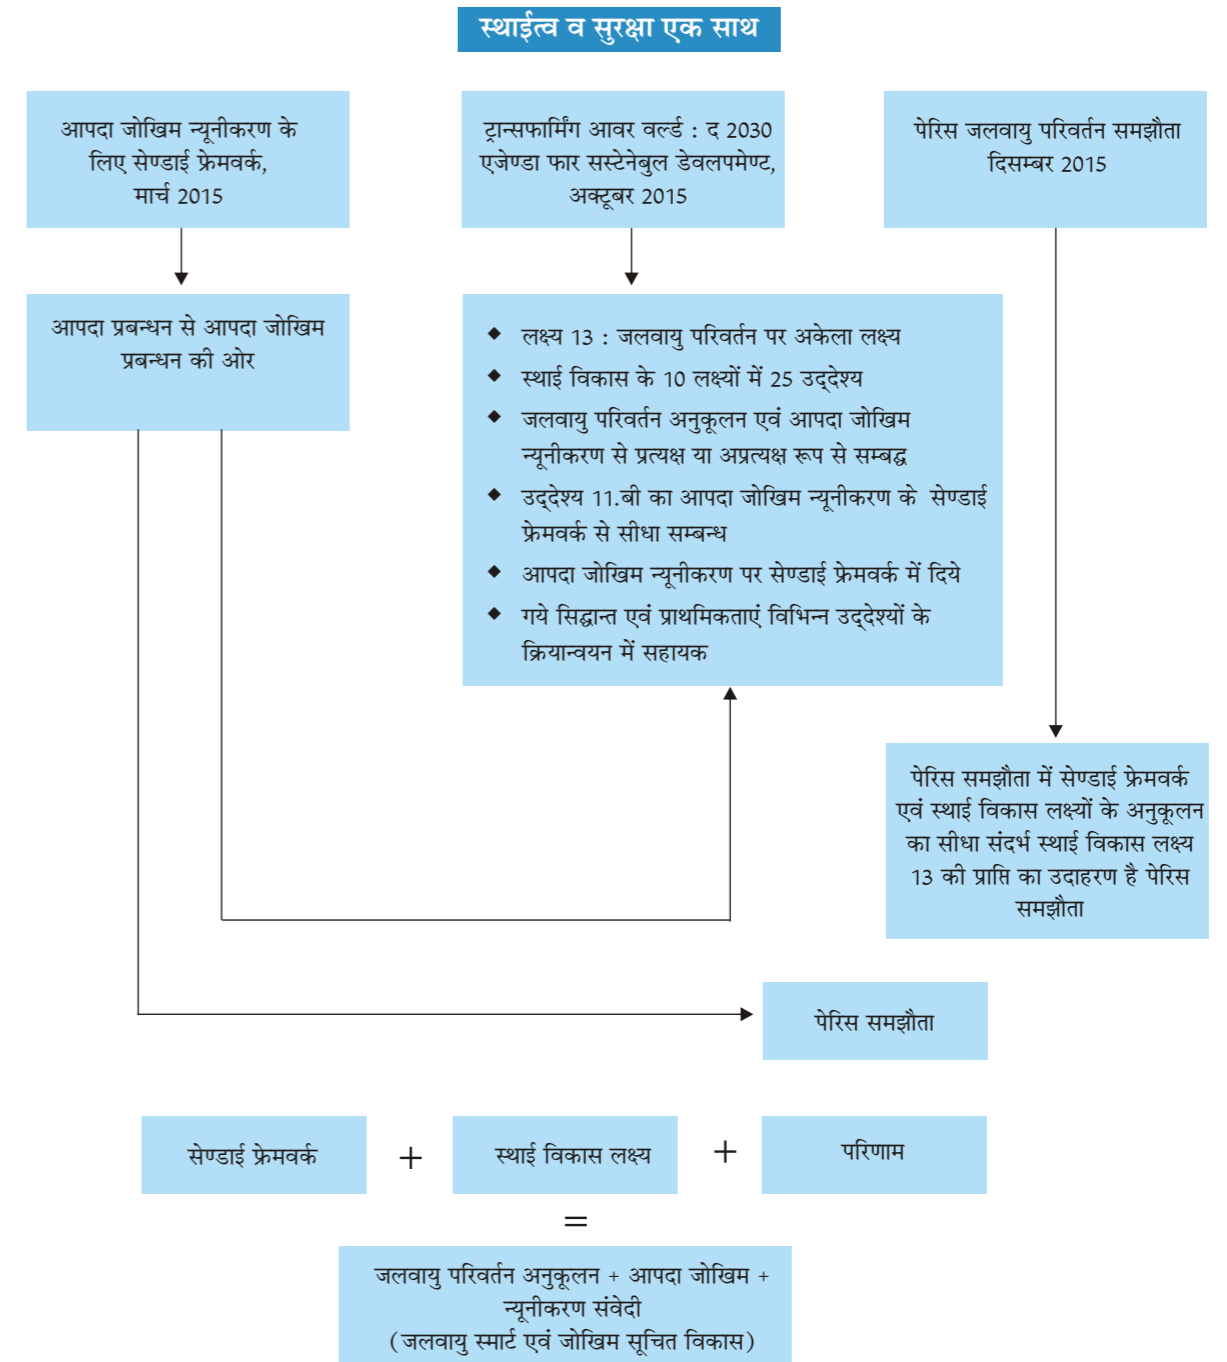 स्थाईत्व व सुरक्षा एक साथ
आपदा जोखिम न्यूनीकरण के
लिए सेण्डाई फ्रेमवर्क,
मार्च 2015
ट्रान्सफार्मिंग आवर वर्ल्ड : द 2030
एजेण्डा फार सस्टेनेबुल डेवलपमेण्ट,
अक्टूबर 2015
पेरिस जलवायु परिवर्तन समझौता
दिसम्बर 2015
आपदा प्रबन्धन से आपदा जोखिम
प्रबन्धन की ओर
◆ लक्ष्य 13 : जलवायु परिवर्तन पर अकेला लक्ष्य
◆ स्थाई विकास के 10 लक्ष्यों में 25 उद्‌देश्य
◆ जलवायु परिवर्तन अनुकूलन एवं आपदा जोखिम
न्यूनीकरण से प्रत्यक्ष या अप्रत्यक्ष रूप से सम्बद्ध
◆ उद्‌देश्य 11.बी का आपदा जोखिम न्यूनीकरण के सेण्डाई
फ्रेमवर्क से सीधा सम्बन्ध
◆ आपदा जोखिम न्यूनीकरण पर सेण्डाई फ्रेमवर्क में दिये
◆ गये सिद्धान्त एवं प्राथमिकताएं विभिन्न उद्‌देश्यों के
क्रियान्वयन में सहायक
पेरिस समझौता में सेण्डाई फ्रेमवर्क
एवं स्थाई विकास लक्ष्यों के अनुकूलन
का सीधा संदर्भ स्थाई विकास लक्ष्य
13 की प्राप्ति का उदाहरण है पेरिस
समझौता
पेरिस समझौता
सेण्डाई फ्रेमवर्क + स्थाई विकास लक्ष्य + परिणाम
=
जलवायु परिवर्तन अनुकूलन + आपदा जोखिम +
न्यूनीकरण संवेदी
(जलवायु स्मार्ट एवं जोखिम सूचित विकास)